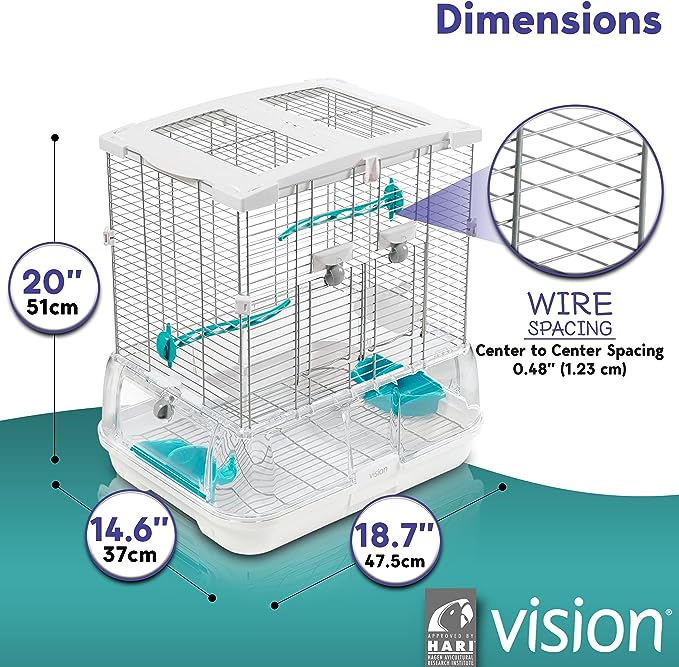 Dimensions
20"
51cm
WIRE
SPACING
Center to Center Spacing
0.48" (1.23 cm)
vision
14.6"
37cm
18.7"
47.5cm
APPROVED BY
HARI
HAGEN AVICULTURAL
RESEARCH INSTITUTE
vision®